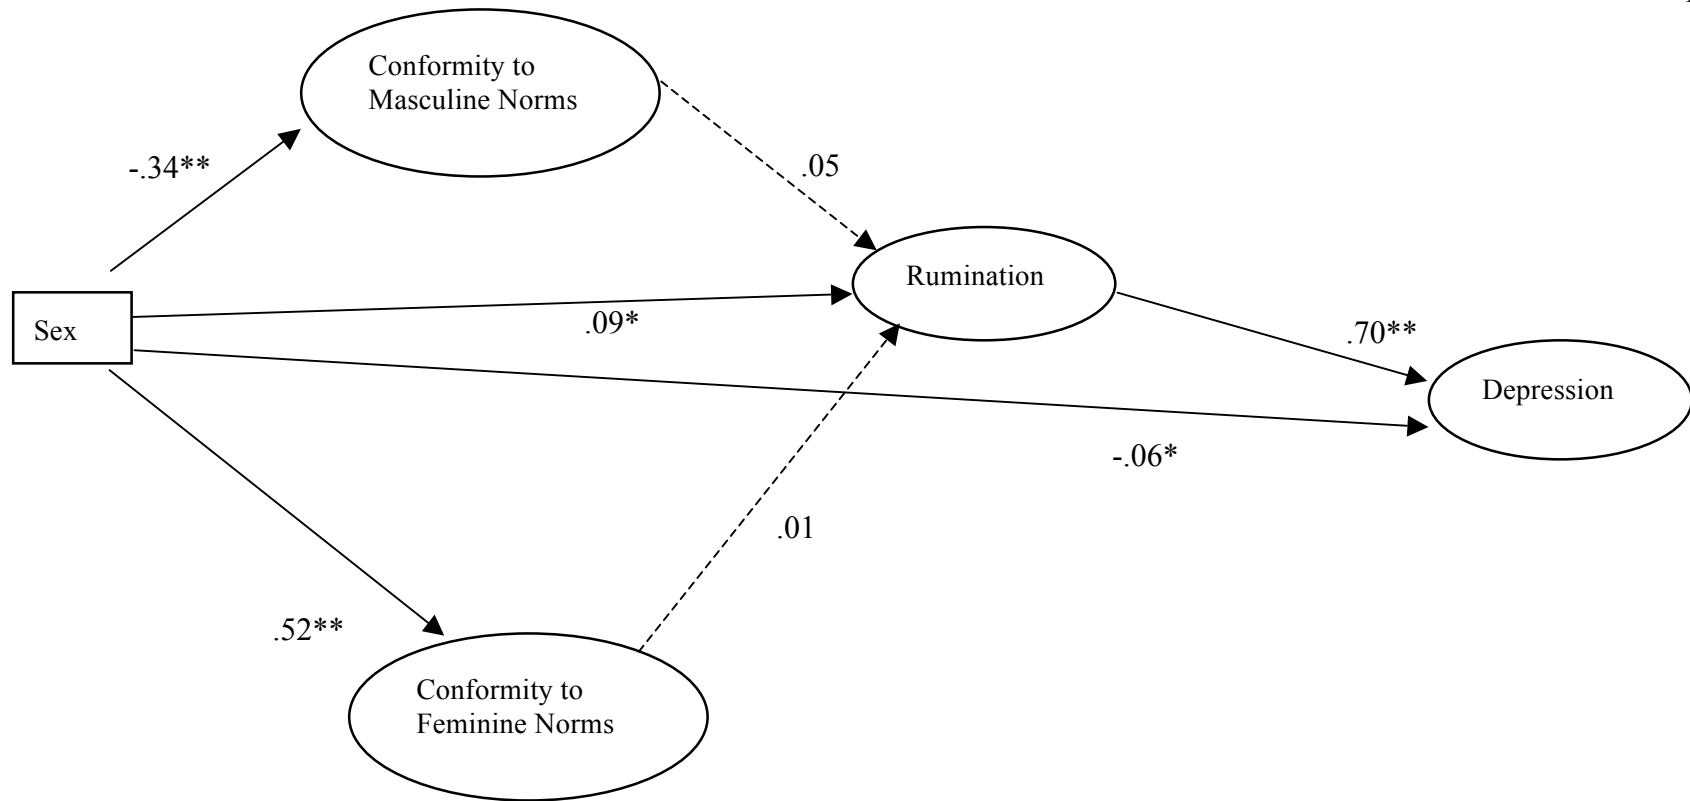 Conformity to
Masculine Norms
-.34**
.05
Rumination
Sex
.09*
.70**
Depression
-.06*
.01
.52**
Conformity to
Feminine Norms